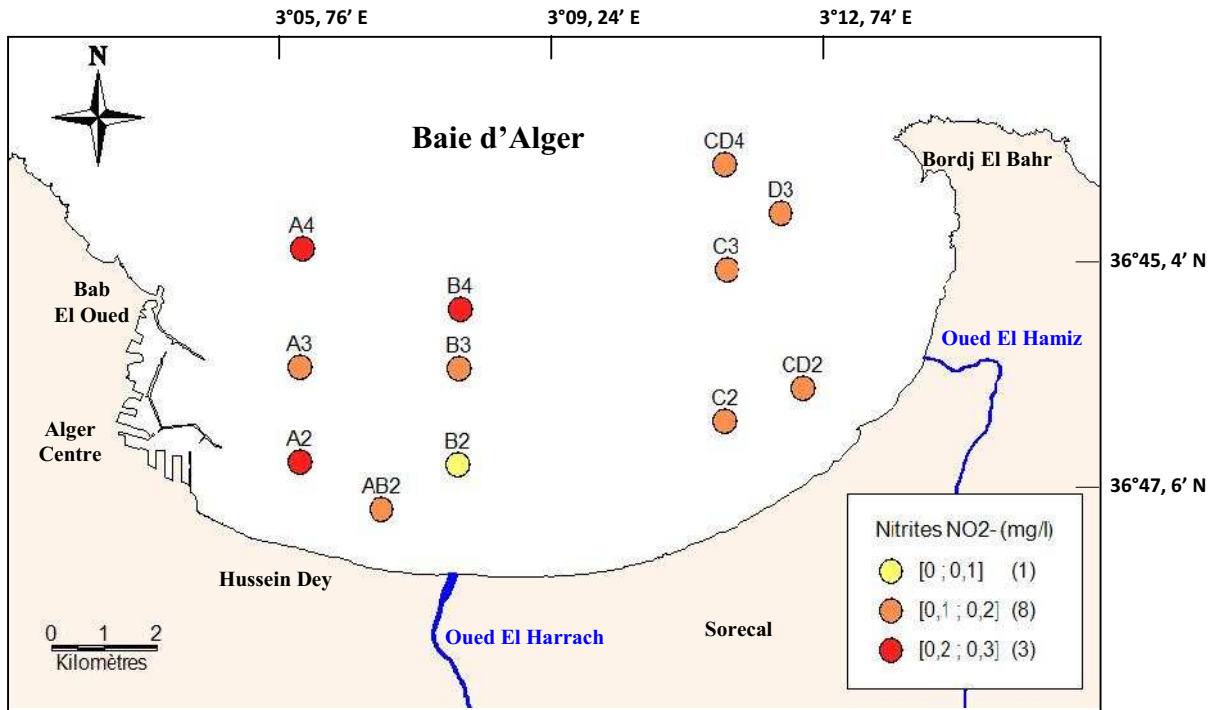 3°05, 76’ E
3°09, 24’ E
3°12, 74’ E
N
Baie d’Alger
CD4
Bordj El Bahr
D3
A4
C3
36°45, 4’ N
Bab
El Oued
B4
A3
B3
Oued El Hamiz
CD2
C2
Alger
Centre
A2
B2
AB2
36°47, 6’ N
Nitrites NO2- (mg/l)
[0 ; 0,1] (1)
[0,1 ; 0,2] (8)
[0,2 ; 0,3] (3)
Hussein Dey
Sorecal
Oued El Harrach
0 1 2
Kilomètres